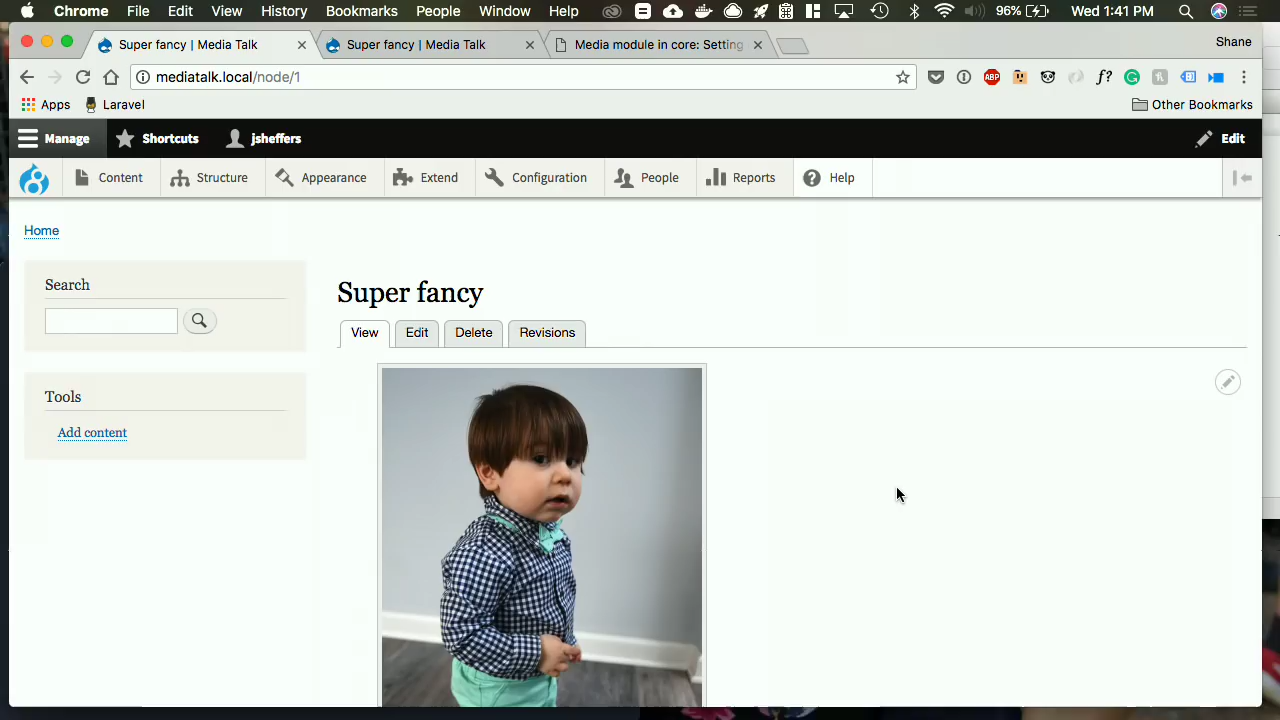 Chrome File Edit View History Bookmarks People Window Help 96% Wed 1:41 PM
Super fancy | Media Talk Super fancy | Media Talk Media module in core: Setting Shane
mediatalk.local/node/1 ABP f?
Apps Laravel Other Bookmarks
Manage Shortcuts jsheffers Edit
Content Structure Appearance Extend Configuration People Reports Help
Home
Search
Tools
Add content
Super fancy
View Edit Delete Revisions